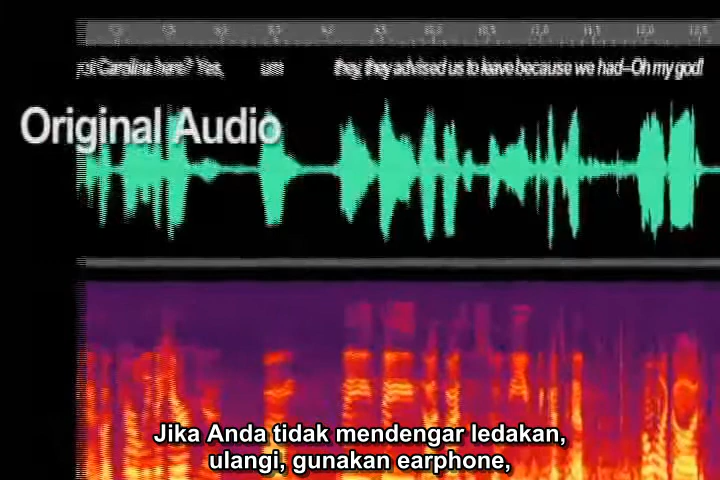 ot Carolina here? Yes, um they, they advised us to leave because we had--Oh my god!
Original Audio
Jika Anda tidak mendengar ledakan,
ulangi, gunakan earphone,